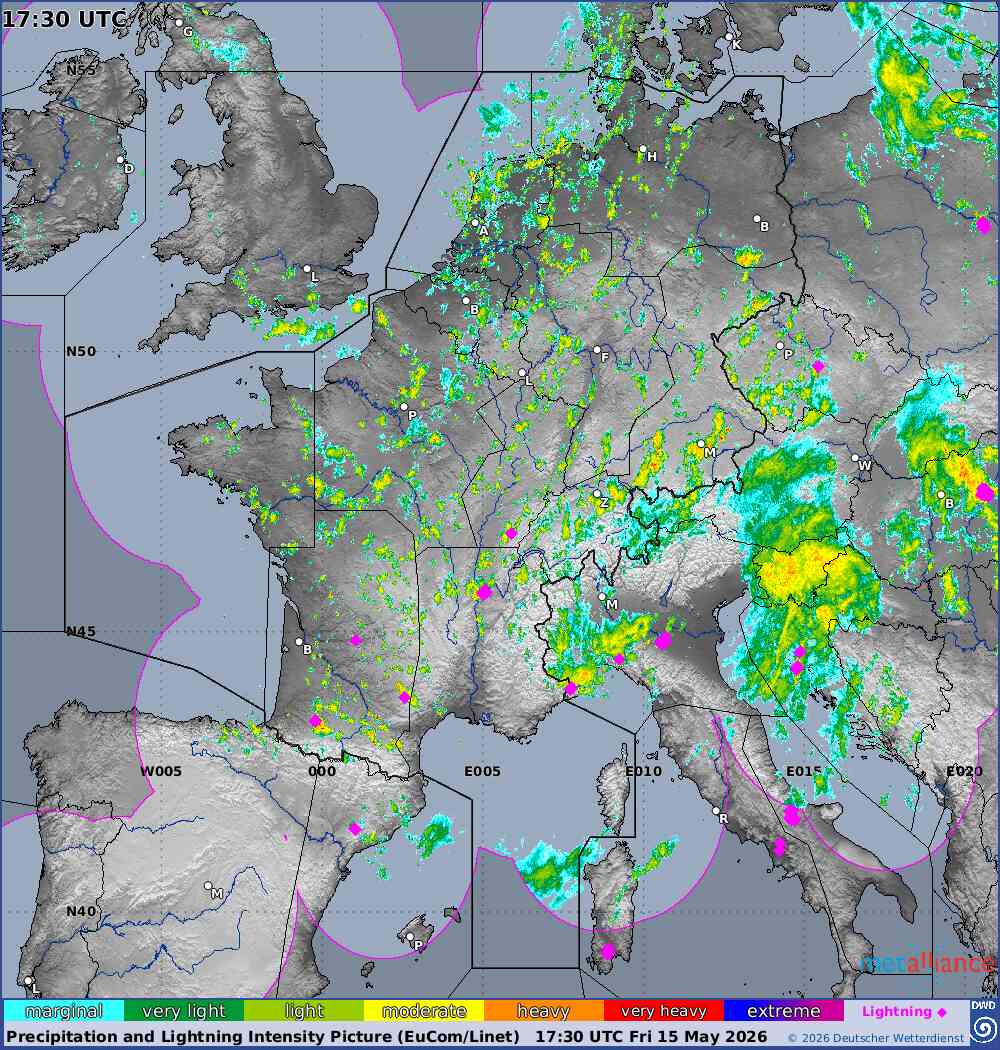 17:30 UTC
G
K
N55
D
H
A
B
L
B
N50
F
P
L
P
M
W
Z
B
M
N45
B
W005
000
E005
E010
E015
E020
R
M
N40
P
L
metalliance
marginal
very light
light
moderate
heavy
very heavy
extreme
Lightning
DWD
Precipitation and Lightning Intensity Picture (EuCom/Linet) 17:30 UTC Fri 15 May 2026
© 2026 Deutscher Wetterdienst